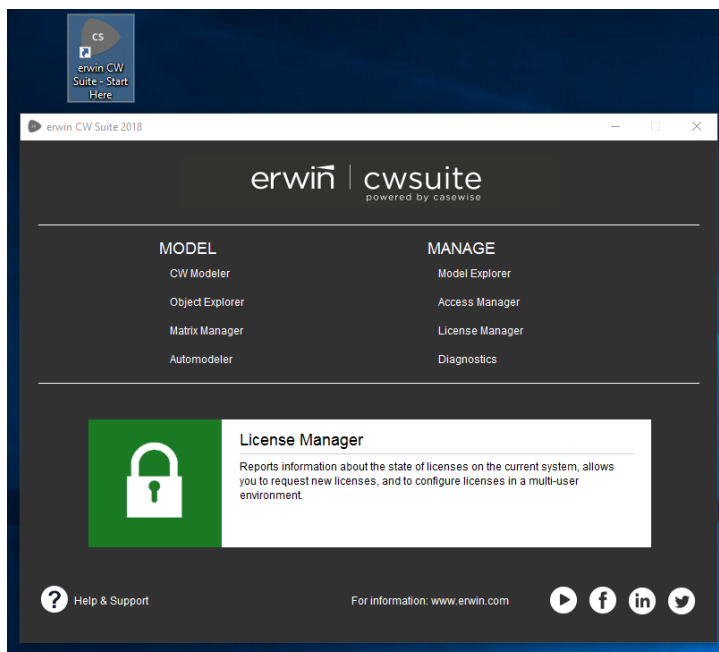 CS
erwin CW
Suite - Start
Here
erwin CW Suite 2018
erwin | cwsuite
powered by casewise
MODEL
CW Modeler
Object Explorer
Matrix Manager
Automodeler
MANAGE
Model Explorer
Access Manager
License Manager
Diagnostics
License Manager
Reports information about the state of licenses on the current system, allows
you to request new licenses, and to configure licenses in a multi-user
environment.
? Help & Support
For information: www.erwin.com
f
in